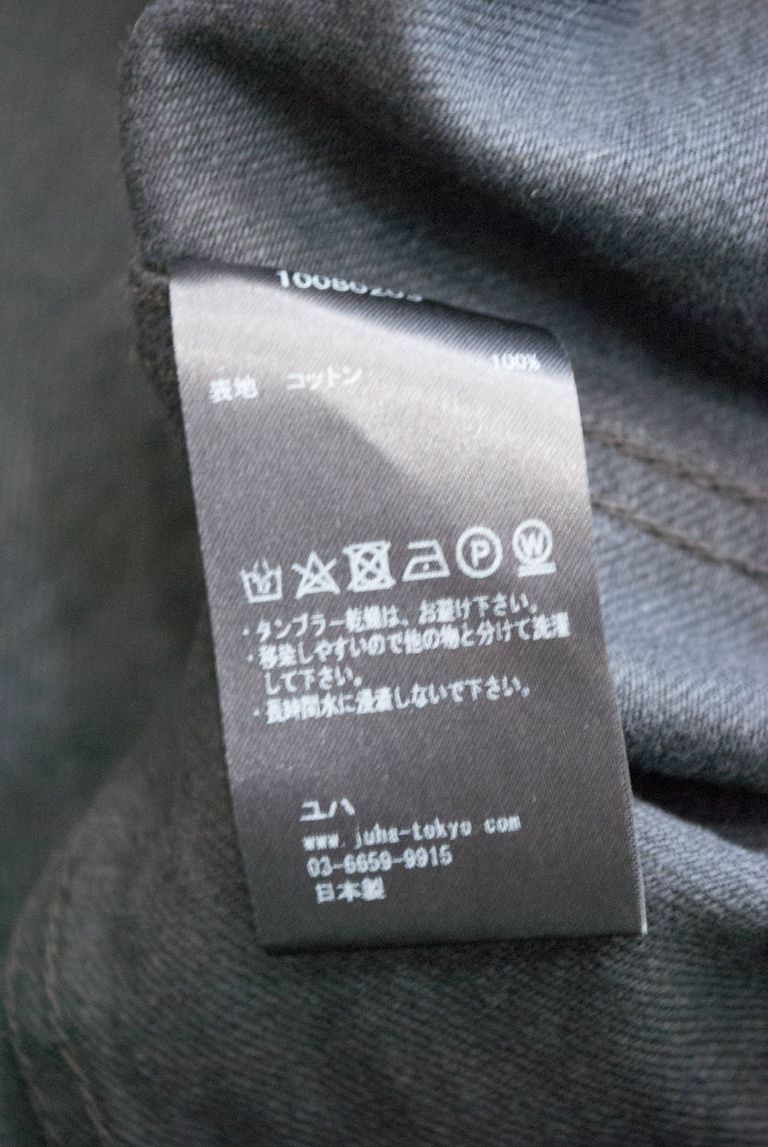 表地 コットン 100%
P W
・タンブラー乾燥は、お避け下さい。
・移染しやすいので他の物と分けて洗濯
して下さい。
・長時間水に浸漬しないで下さい。
ユハ
www.juha-tokyo.com
03-6659-9915
日本製